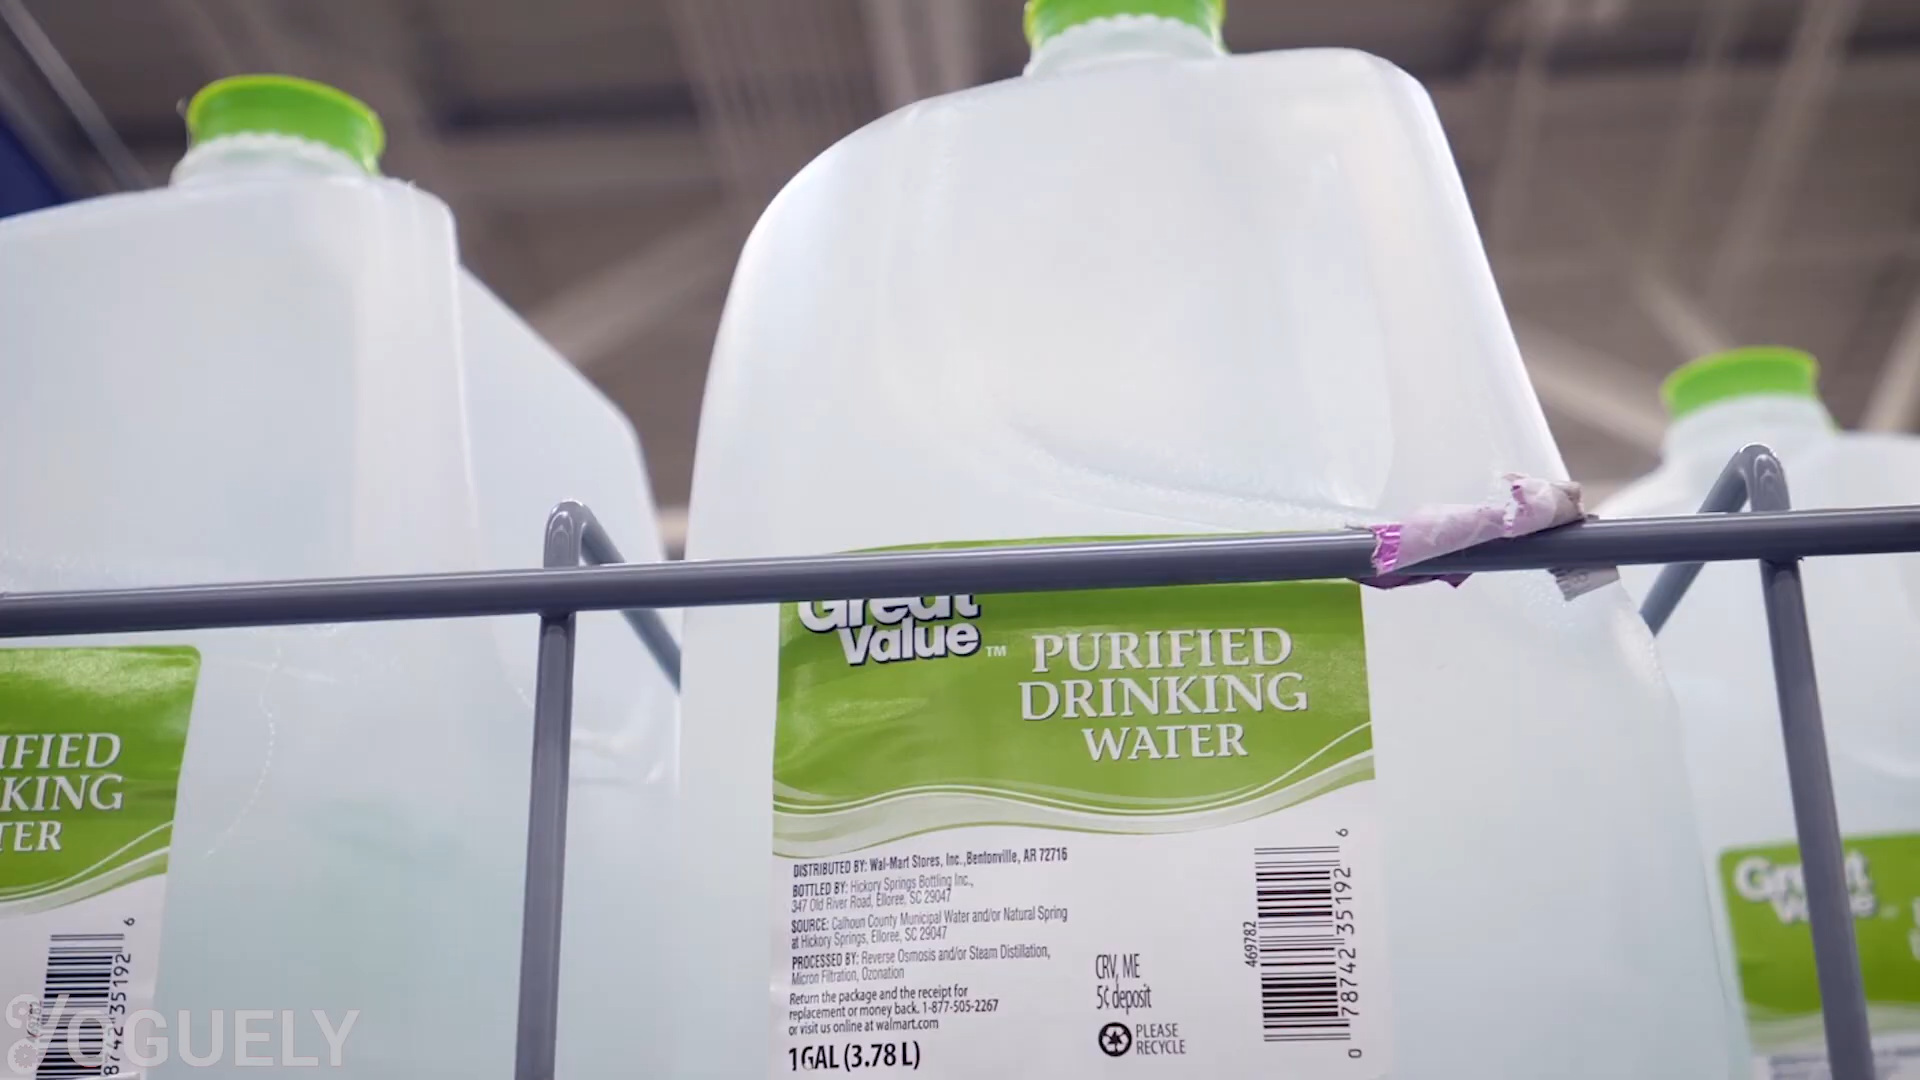 Great
Value™
PURIFIED
DRINKING
WATER
DISTRIBUTED BY: Wal-Mart Stores, Inc., Bentonville, AR 72716
BOTTLED BY: Hickory Springs Bottling Inc.,
347 Old River Road, Elloree, SC 29047
SOURCE: Calhoun County Municipal Water and/or Natural Spring
at Hickory Springs, Elloree, SC 29047
PROCESSED BY: Reverse Osmosis and/or Steam Distillation,
Micron Filtration, Ozonation
Return the package and the receipt for
replacement or money back. 1-877-505-2267
or visit us online at walmart.com
1 GAL (3.78 L)
CRV, ME
5¢ deposit
PLEASE
RECYCLE
469782
0 78742 35192 6
IFIED
KING
TER
8742 35192 6
Great
Value
OGUELY